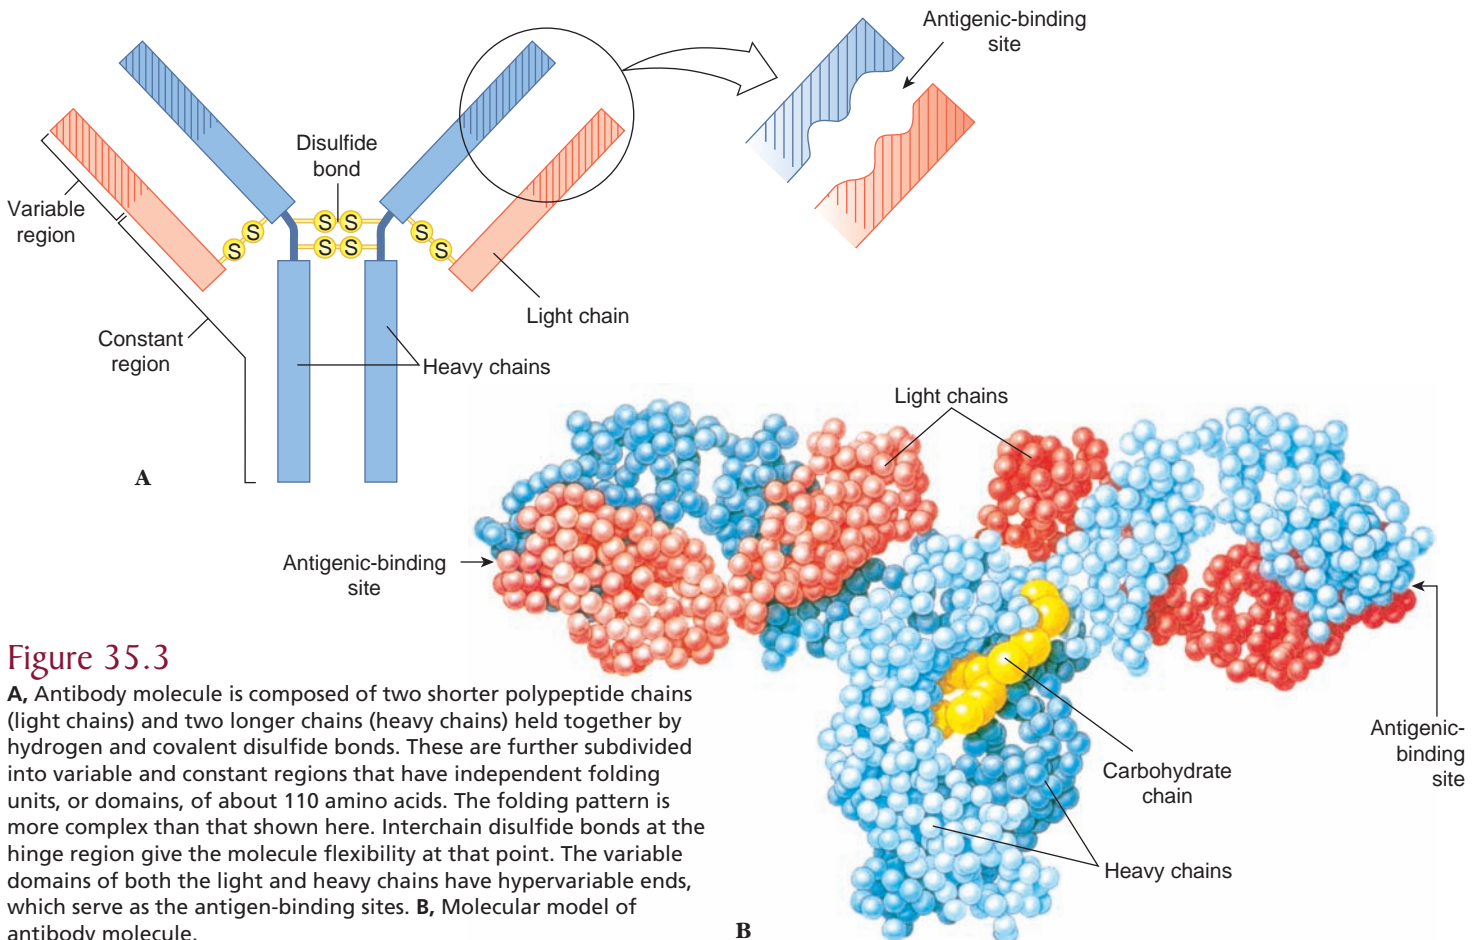 Antigenic-binding
site
Disulfide
bond
S
S
S
S
S
S
S
S
Variable
region
Light chain
Constant
region
Heavy chains
A
Light chains
Antigenic-binding
site
Antigenic-
binding
site
Carbohydrate
chain
Heavy chains
B
Figure 35.3
A, Antibody molecule is composed of two shorter polypeptide chains
(light chains) and two longer chains (heavy chains) held together by
hydrogen and covalent disulfide bonds. These are further subdivided
into variable and constant regions that have independent folding
units, or domains, of about 110 amino acids. The folding pattern is
more complex than that shown here. Interchain disulfide bonds at the
hinge region give the molecule flexibility at that point. The variable
domains of both the light and heavy chains have hypervariable ends,
which serve as the antigen-binding sites. B, Molecular model of
antibody molecule.